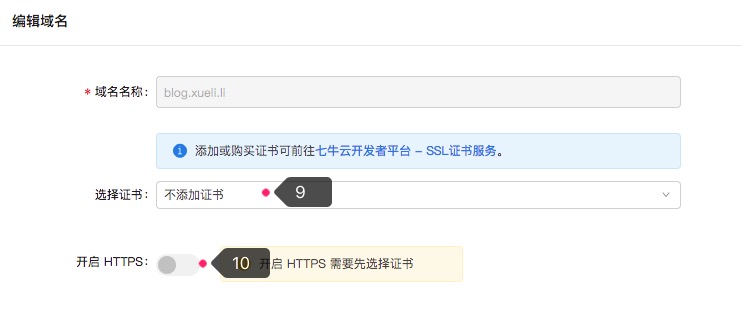 编辑域名
* 域名名称:
blog.xueli.li
添加或购买证书可前往七牛云开发者平台 - SSL证书服务。
选择证书:
不添加证书
9
开启 HTTPS:
10
开启 HTTPS 需要先选择证书